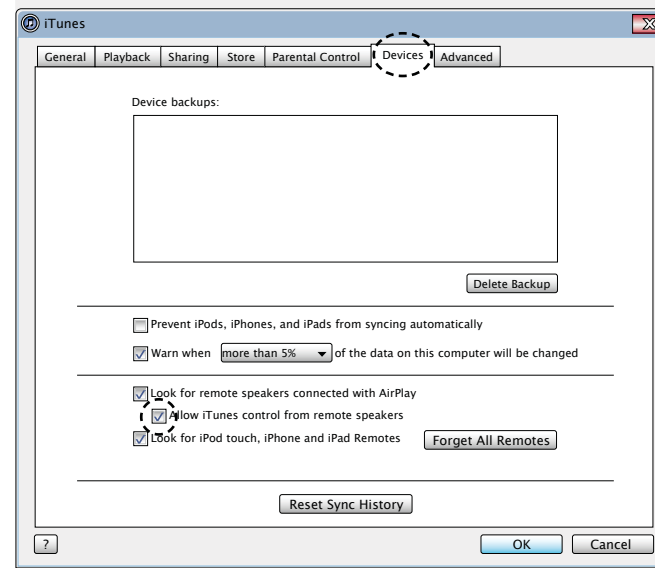 iTunes
General Playback Sharing Store Parental Control Devices Advanced
Device backups:
Delete Backup
Prevent iPods, iPhones, and iPads from syncing automatically
Warn when more than 5% of the data on this computer will be changed
Look for remote speakers connected with AirPlay
Allow iTunes control from remote speakers
Look for iPod touch, iPhone and iPad Remotes Forget All Remotes
Reset Sync History
? OK Cancel